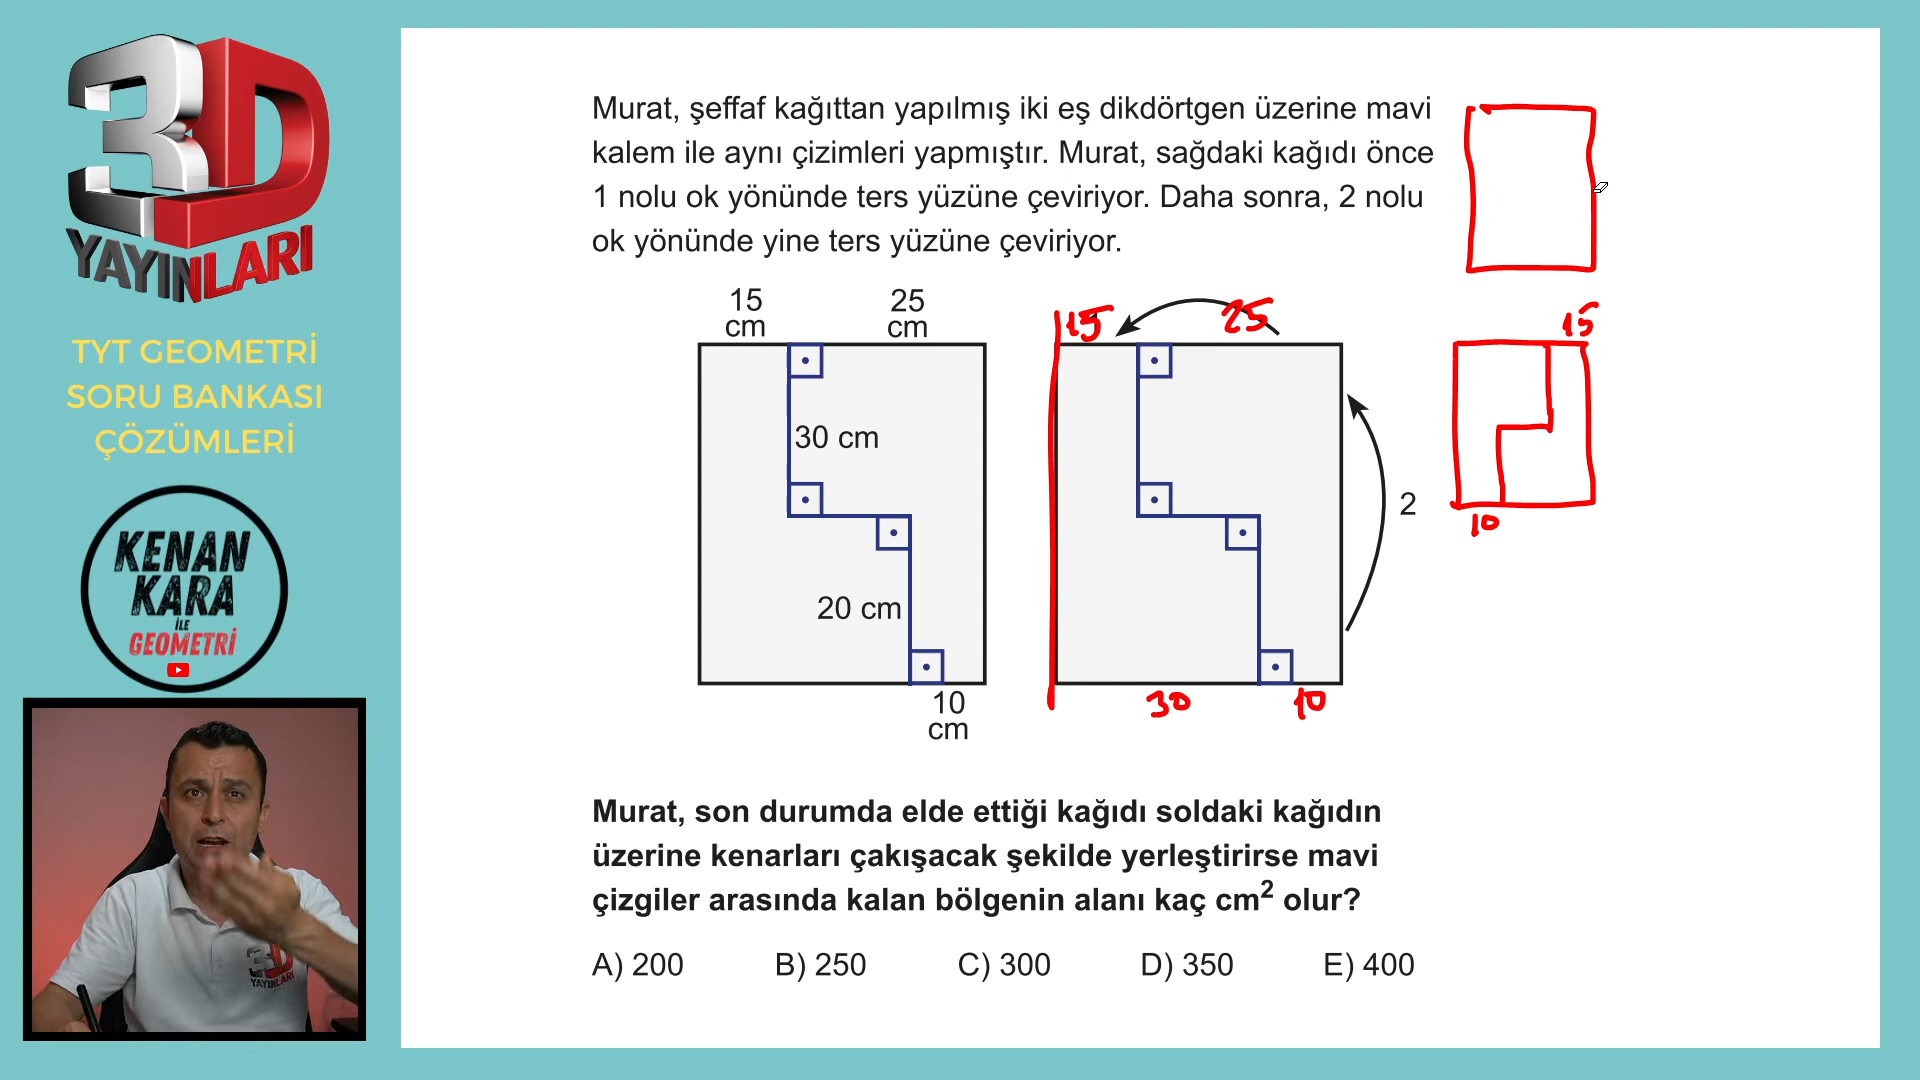 3D
YAYINLARI
TYT GEOMETRİ
SORU BANKASI
ÇÖZÜMLERİ
KENAN
KARA
İLE
GEOMETRİ
3D
YAYINLARI
Murat, şeffaf kağıttan yapılmış iki eş dikdörtgen üzerine mavi
kalem ile aynı çizimleri yapmıştır. Murat, sağdaki kağıdı önce
1 nolu ok yönünde ters yüzüne çeviriyor. Daha sonra, 2 nolu
ok yönünde yine ters yüzüne çeviriyor.
15
cm
25
cm
30 cm
20 cm
10
cm
15
25
2
30
10
15
10
Murat, son durumda elde ettiği kağıdı soldaki kağıdın
üzerine kenarları çakışacak şekilde yerleştirirse mavi
çizgiler arasında kalan bölgenin alanı kaç cm² olur?
A) 200 B) 250 C) 300 D) 350 E) 400